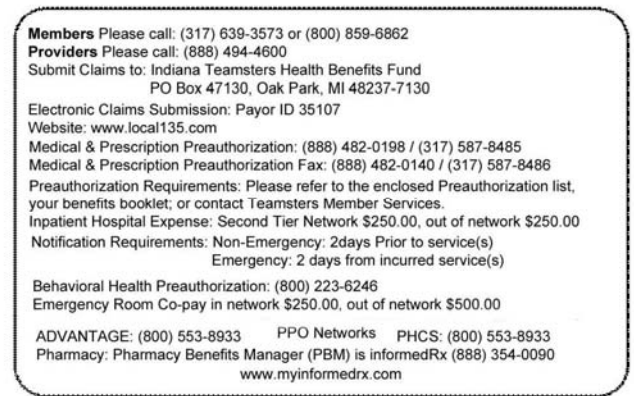 Members Please call: (317) 639-3573 or (800) 859-6862
Providers Please call: (888) 494-4600
Submit Claims to: Indiana Teamsters Health Benefits Fund
PO Box 47130, Oak Park, MI 48237-7130
Electronic Claims Submission: Payor ID 35107
Website: www.local135.com
Medical & Prescription Preauthorization: (888) 482-0198 / (317) 587-8485
Medical & Prescription Preauthorization Fax: (888) 482-0140 / (317) 587-8486
Preauthorization Requirements: Please refer to the enclosed Preauthorization list,
your benefits booklet; or contact Teamsters Member Services.
Inpatient Hospital Expense: Second Tier Network $250.00, out of network $250.00
Notification Requirements: Non-Emergency: 2days Prior to service(s)
Emergency: 2 days from incurred service(s)
Behavioral Health Preauthorization: (800) 223-6246
Emergency Room Co-pay in network $250.00, out of network $500.00
ADVANTAGE: (800) 553-8933 PPO Networks PHCS: (800) 553-8933
Pharmacy: Pharmacy Benefits Manager (PBM) is informedRx (888) 354-0090
www.myinformedrx.com